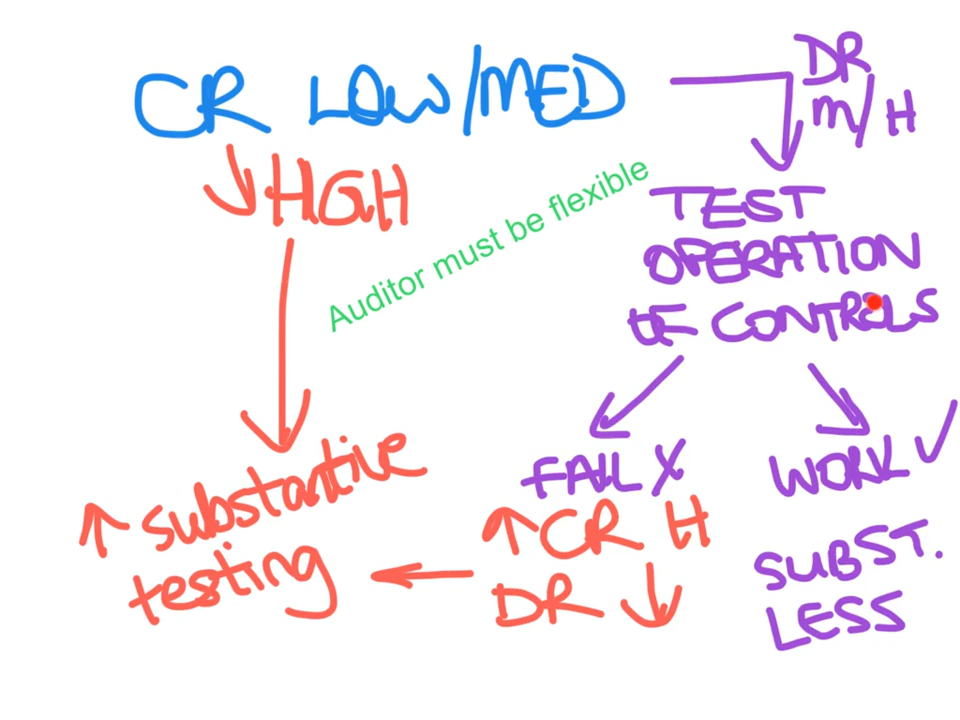 CR LOW/MED
DR
M/H
↓ HIGH
Auditor must be flexible
TEST
OPERATION
OF CONTROLS
FAIL X
WORK ✓
↑ substantive
testing
↑ CR H
DR ↓
SUBST.
LESS